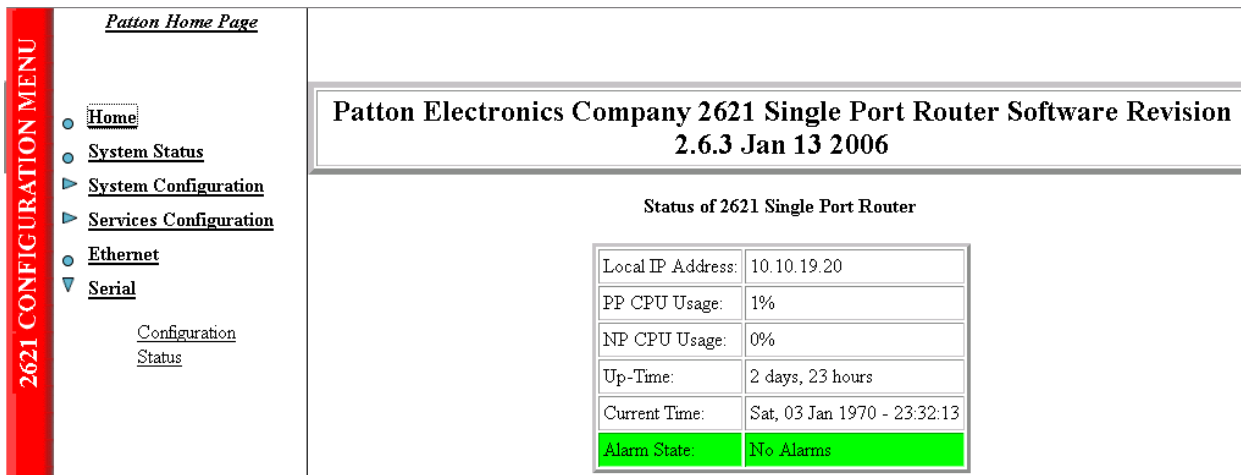 2621 CONFIGURATION MENU
Patton Home Page
Home
System Status
System Configuration
Services Configuration
Ethernet
Serial
Configuration
Status
Patton Electronics Company 2621 Single Port Router Software Revision
2.6.3 Jan 13 2006
Status of 2621 Single Port Router
Local IP Address: 10.10.19.20
PP CPU Usage: 1%
NP CPU Usage: 0%
Up-Time: 2 days, 23 hours
Current Time: Sat, 03 Jan 1970 - 23:32:13
Alarm State: No Alarms